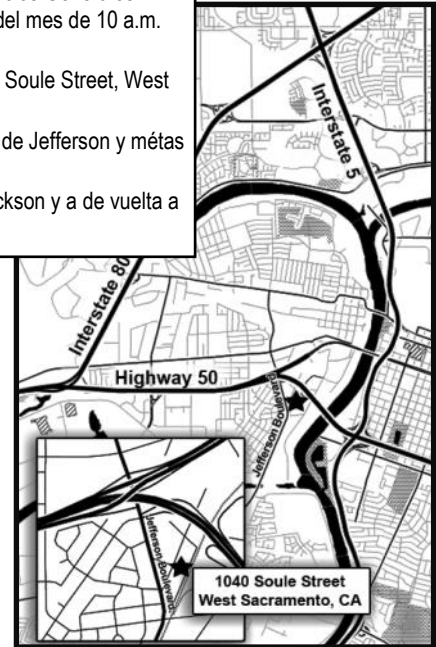 del mes de 10 a.m.
Soule Street, West
de Jefferson y métas
ckson y a de vuelta a
Interstate 5
Interstate 80
Highway 50
Jefferson Boulevard
Jefferson Boulevard
1040 Soule Street
West Sacramento, CA